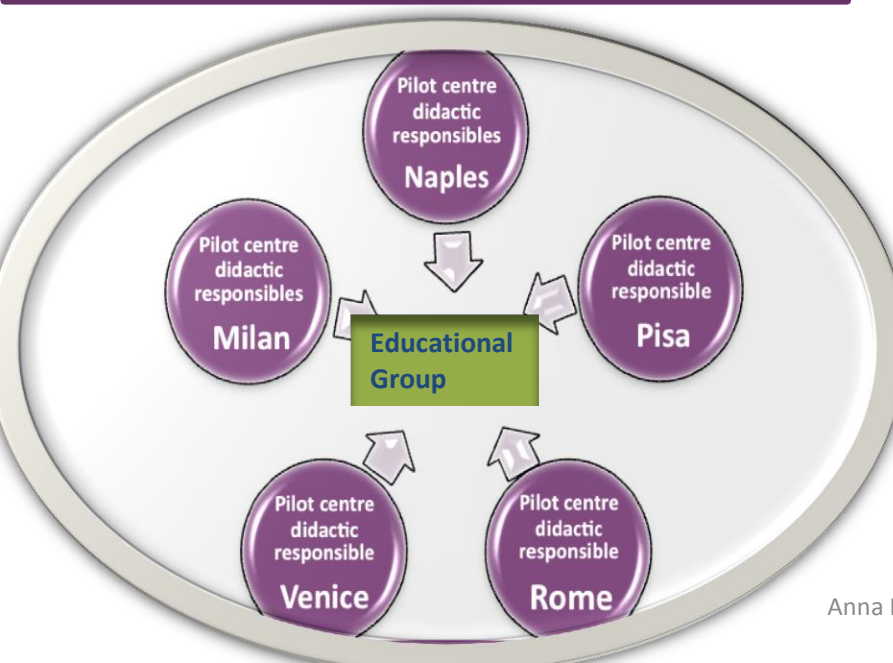 Pilot centre
didactic
responsibles
Naples
Pilot centre
didactic
responsibles
Milan
Pilot centre
didactic
responsible
Pisa
Educational
Group
Pilot centre
didactic
responsible
Venice
Pilot centre
didactic
responsible
Rome
Anna